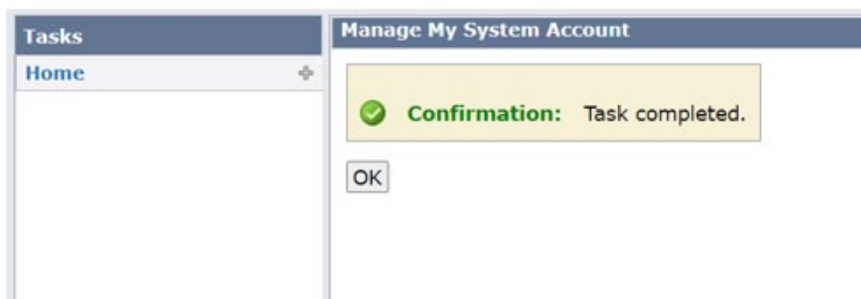 Tasks
Home
Manage My System Account
Confirmation: Task completed.
OK